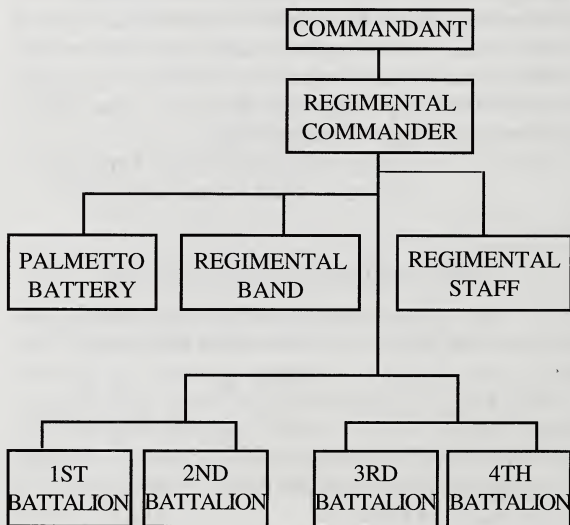 COMMANDANT
REGIMENTAL
COMMANDER
PALMETTO
BATTERY
REGIMENTAL
BAND
REGIMENTAL
STAFF
1ST
BATTALION
2ND
BATTALION
3RD
BATTALION
4TH
BATTALION